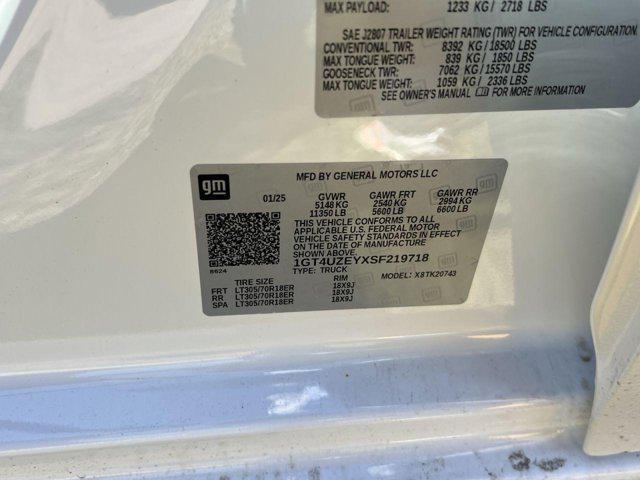 MAX PAYLOAD: 1233 KG / 2718 LBS
SAE J2807 TRAILER WEIGHT RATING (TWR) FOR VEHICLE CONFIGURATION.
CONVENTIONAL TWR: 8392 KG / 18500 LBS
MAX TONGUE WEIGHT: 839 KG / 1850 LBS
GOOSENECK TWR: 7062 KG / 15570 LBS
MAX TONGUE WEIGHT: 1059 KG / 2336 LBS
SEE OWNER'S MANUAL gm FOR MORE INFORMATION
gm
MFD BY GENERAL MOTORS LLC
01/25 GVWR GAWR FRT GAWR RR
5148 KG 2540 KG 2994 KG
11350 LB 5600 LB 6600 LB
THIS VEHICLE CONFORMS TO ALL
APPLICABLE U.S. FEDERAL MOTOR
VEHICLE SAFETY STANDARDS IN EFFECT
ON THE DATE OF MANUFACTURE
SHOWN ABOVE.
1GT4UZEYXSF219718
8624 TYPE: TRUCK MODEL: X8TK20743
TIRE SIZE RIM
FRT LT305/70R18ER 18X9J
RR LT305/70R18ER 18X9J
SPA LT305/70R18ER 18X9J